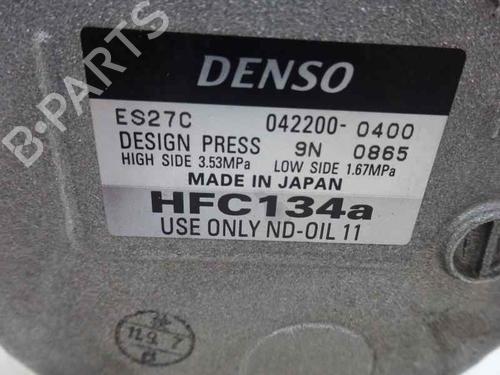 DENSO
ES27C 042200-0400
DESIGN PRESS 9N 0865
HIGH SIDE 3.53MPa LOW SIDE 1.67MPa
MADE IN JAPAN
HFC134a
USE ONLY ND-OIL 11
B-PARTS